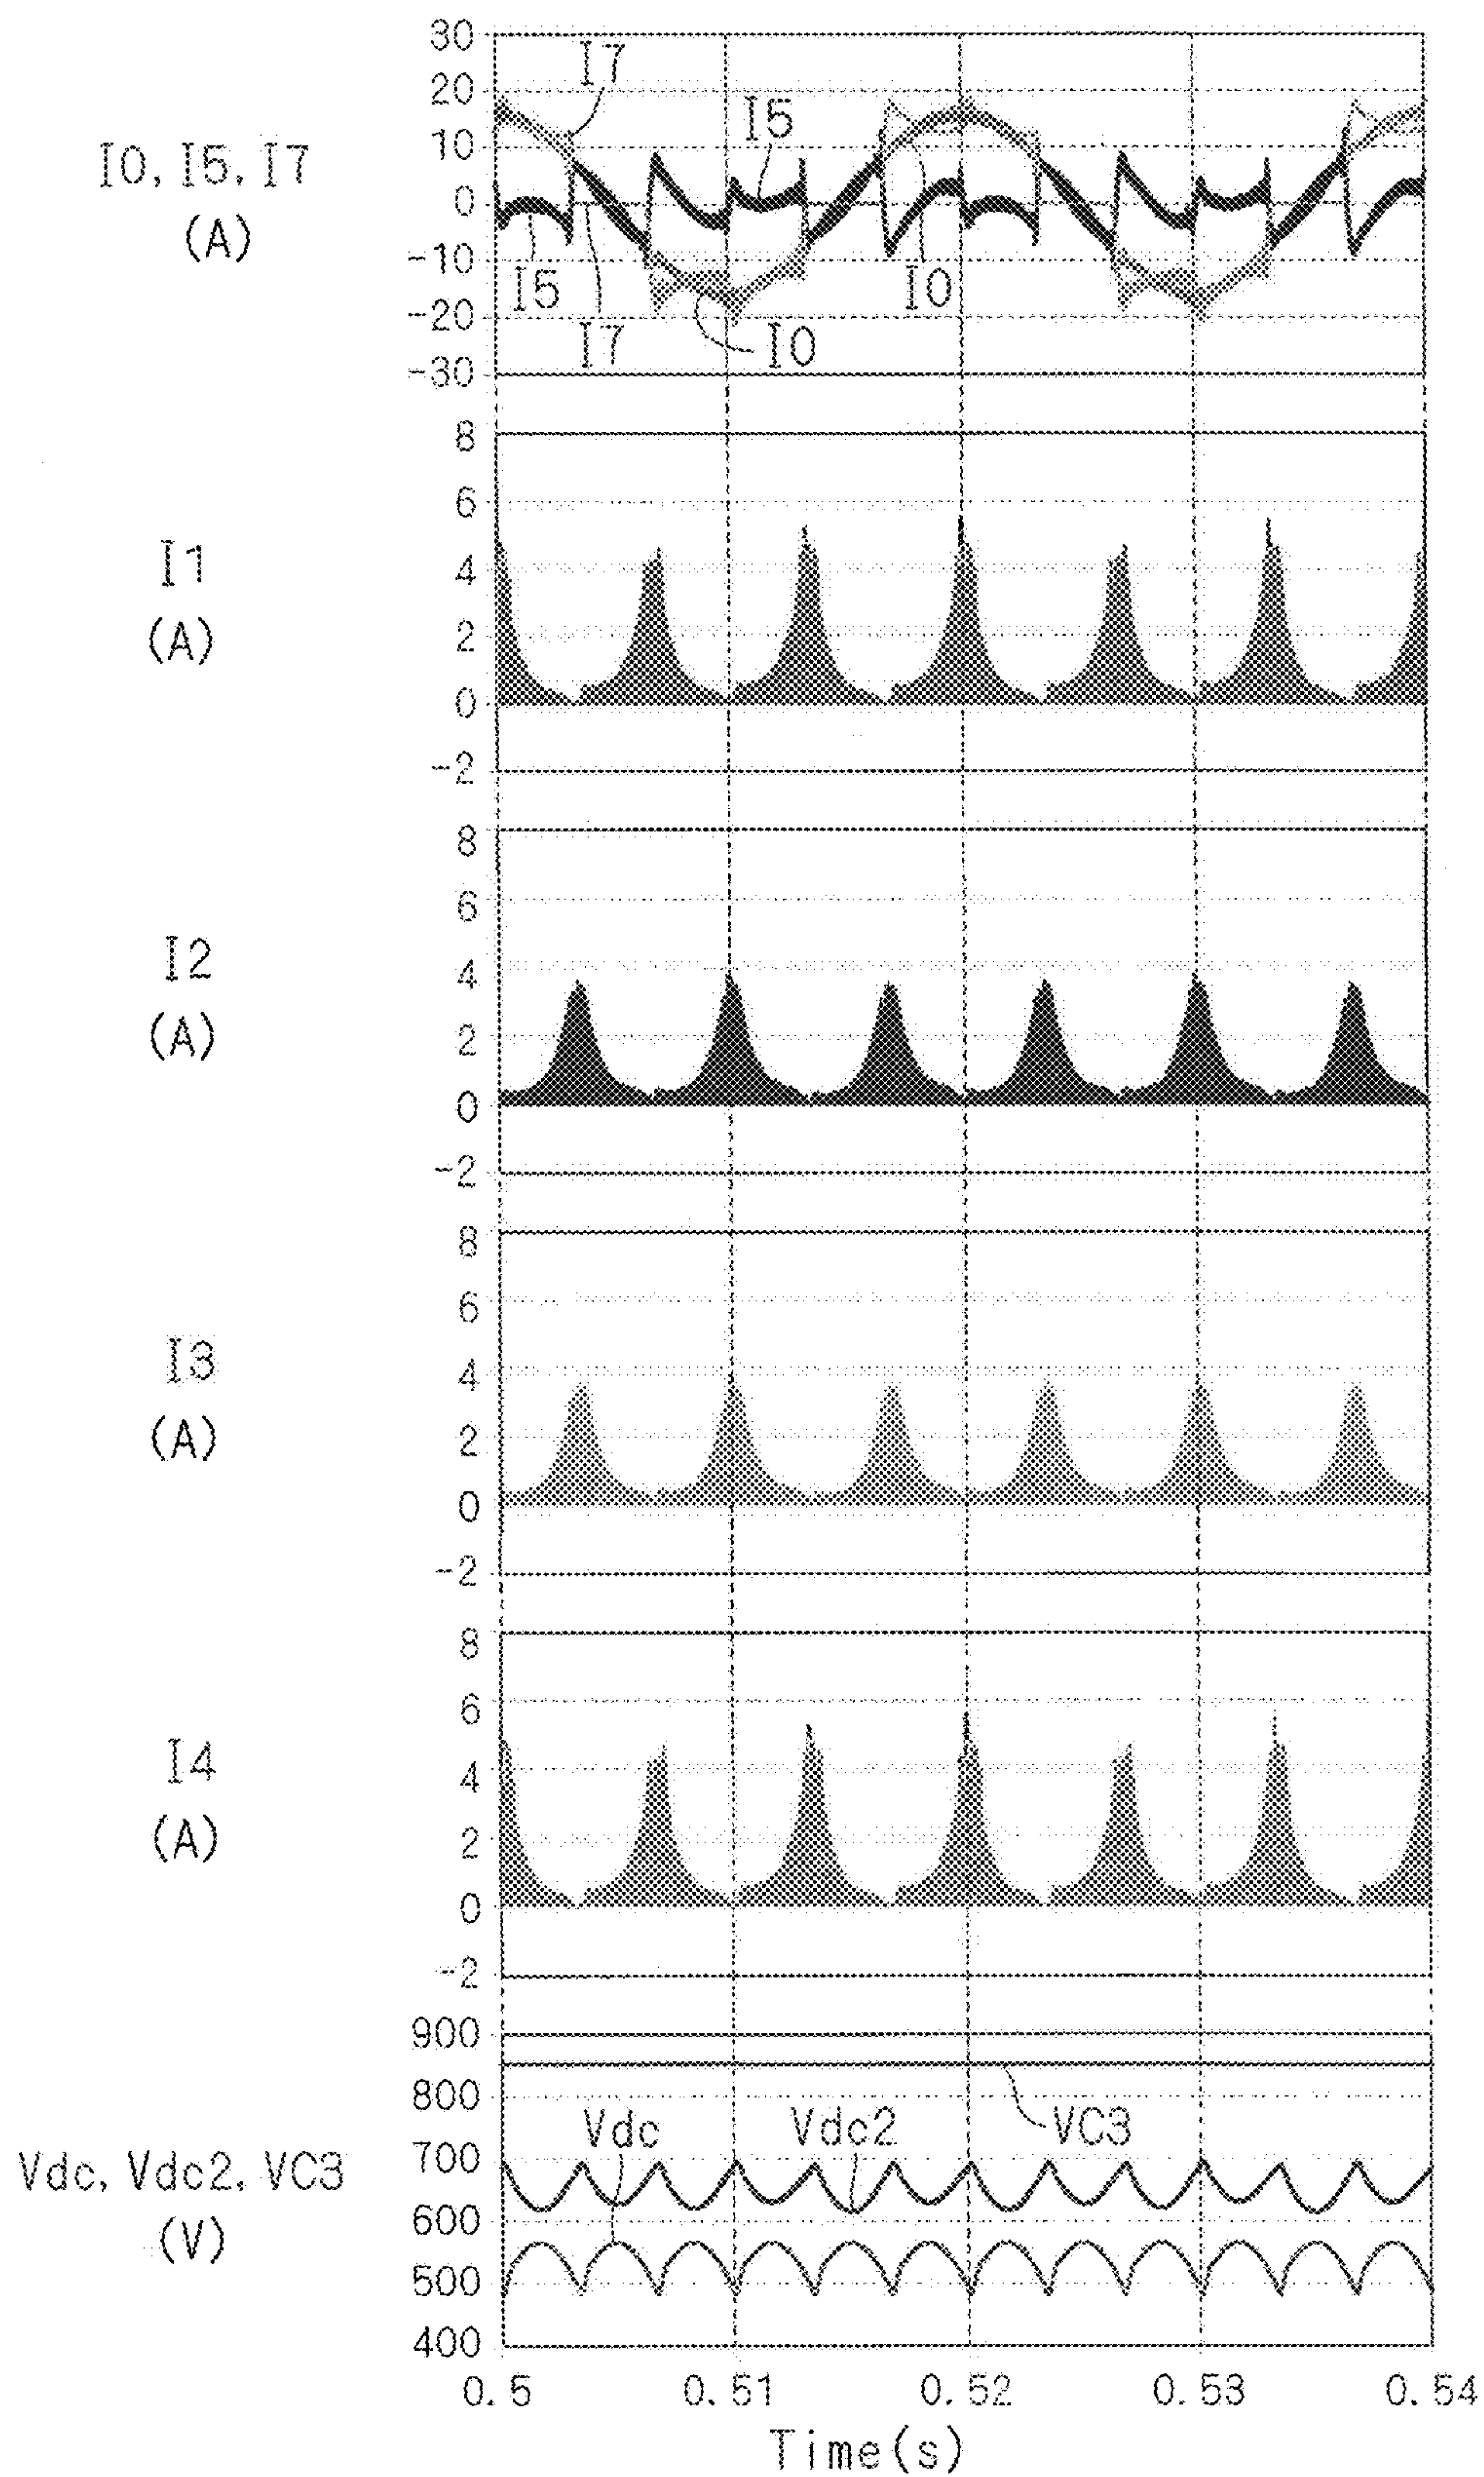 30
20
10
0
-10
-20
-30
I0, I5, I7
(A)
I7
I5
I5
I0
I7
I0
8
6
4
2
0
-2
I1
(A)
8
6
4
2
0
-2
I2
(A)
8
6
4
2
0
-2
I3
(A)
8
6
4
2
0
-2
I4
(A)
900
800
700
600
500
400
Vdc, Vdc2, VC3
(V)
Vdc
Vdc2
VC3
0.5 0.51 0.52 0.53 0.54
Time(s)